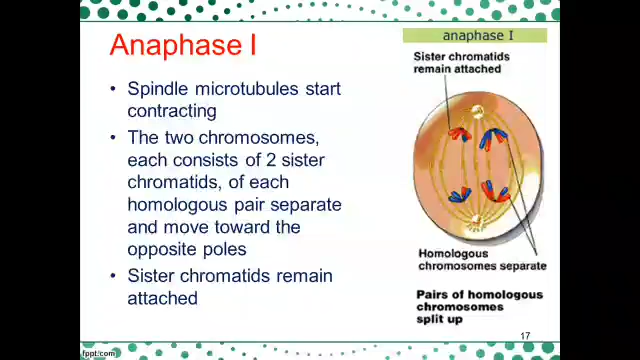 Anaphase I
• Spindle microtubules start
contracting
• The two chromosomes,
each consists of 2 sister
chromatids, of each
homologous pair separate
and move toward the
opposite poles
• Sister chromatids remain
attached
anaphase I
Sister chromatids
remain attached
Homologous
chromosomes separate
Pairs of homologous
chromosomes
split up
17
fppt.com